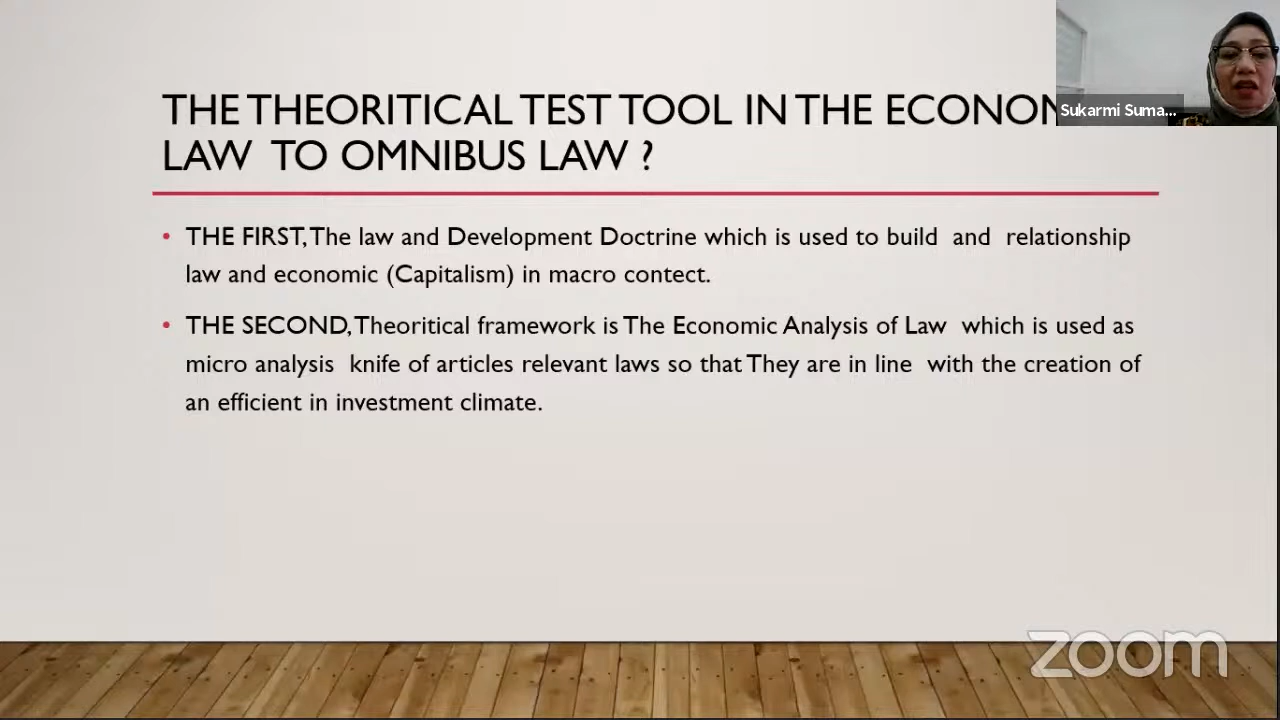 THE THEORITICAL TEST TOOL IN THE ECONOM
LAW TO OMNIBUS LAW ?
Sukarmi Suma...
• THE FIRST, The law and Development Doctrine which is used to build and relationship
law and economic (Capitalism) in macro contect.
• THE SECOND, Theoritical framework is The Economic Analysis of Law which is used as
micro analysis knife of articles relevant laws so that They are in line with the creation of
an efficient in investment climate.
zoom